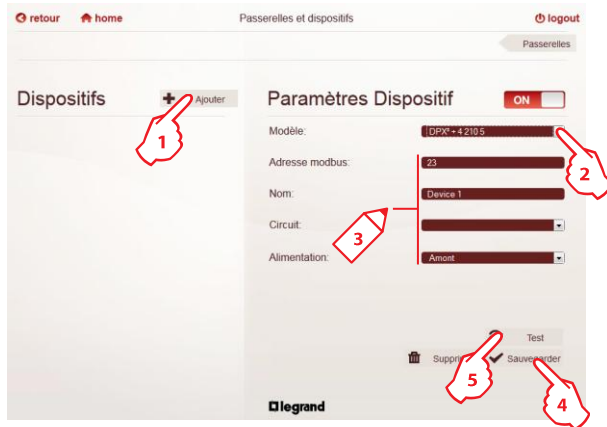 retour home Passerelles et dispositifs logout
Passerelles
Dispositifs
Ajouter
1
Paramètres Dispositif
ON
Modèle: DPX³ + 4 210 5
2
Adresse modbus: 23
Nom: Device 1
Circuit:
3
Alimentation: Amont
Test
Sauvegarder
5
4
legrand